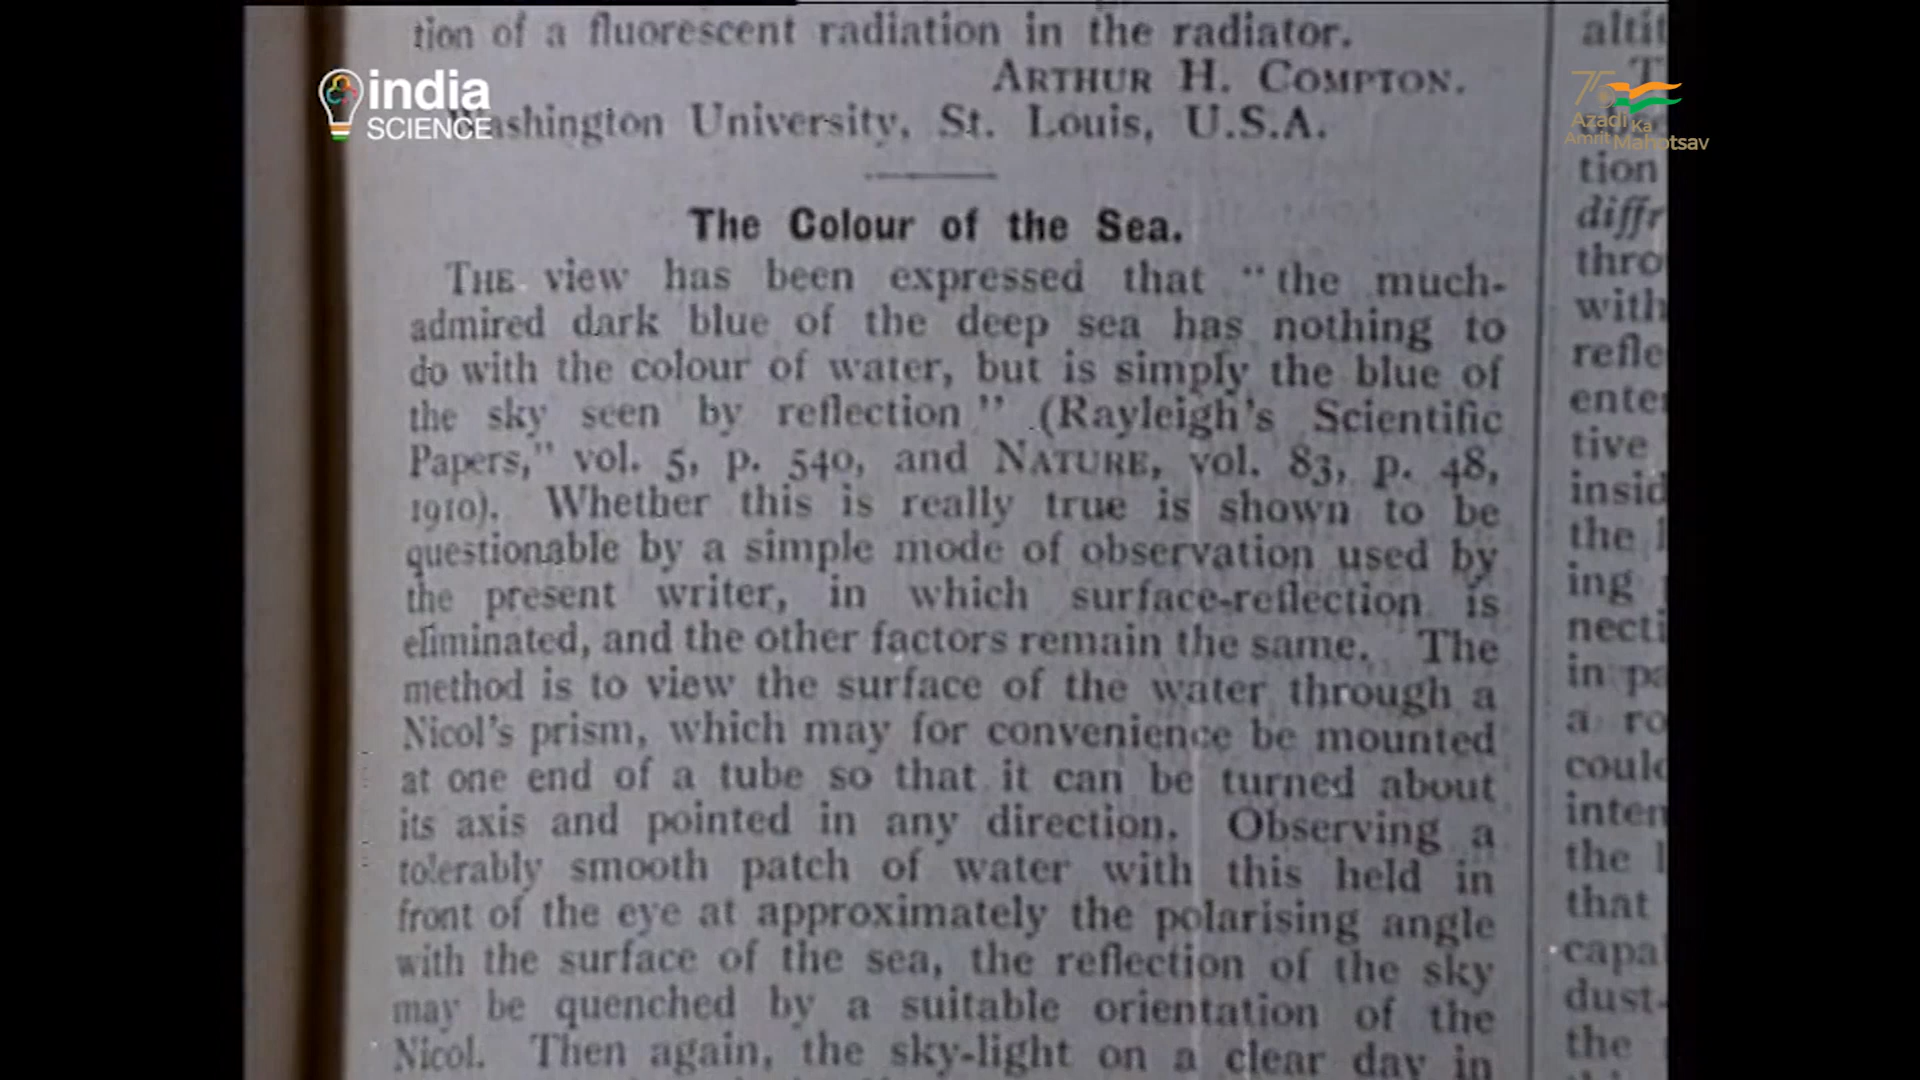 tion of a fluorescent radiation in the radiator.
ARTHUR H. COMPTON.
Washington University, St. Louis, U.S.A.
The Colour of the Sea.
THE view has been expressed that "the much-
admired dark blue of the deep sea has nothing to
do with the colour of water, but is simply the blue of
the sky seen by reflection" (Rayleigh's Scientific
Papers," vol. 5, p. 540, and NATURE, vol. 83, p. 48,
1910). Whether this is really true is shown to be
questionable by a simple mode of observation used by
the present writer, in which surface-reflection is
eliminated, and the other factors remain the same. The
method is to view the surface of the water through a
Nicol's prism, which may for convenience be mounted
at one end of a tube so that it can be turned about
its axis and pointed in any direction. Observing a
tolerably smooth patch of water with this held in
front of the eye at approximately the polarising angle
with the surface of the sea, the reflection of the sky
may be quenched by a suitable orientation of the
Nicol. Then again, the sky-light on a clear day in
altit
T
tion
diffr
thro
with
refle
ente
tive
insid
the
ing
necti
in pa
a ro
could
inten
the
that
capa
dust-
the
india
SCIENCE
75
Azadi Ka
Amrit Mahotsav